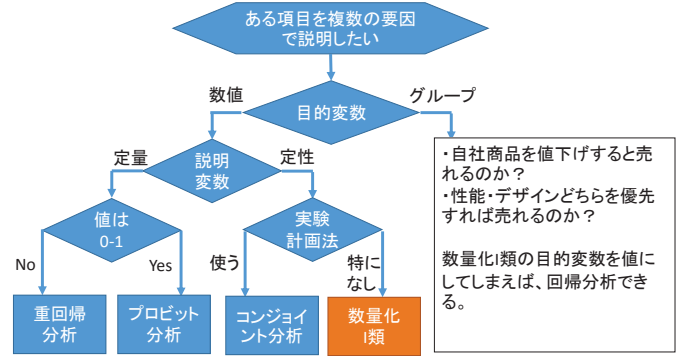 ある項目を複数の要因
で説明したい
数値
グループ
目的変数
定量
説明
変数
定性
・自社商品を値下げすると売
れるのか？
・性能・デザインどちらを優先
すれば売れるのか？
数量化I類の目的変数を値に
してしまえば、回帰分析でき
る。
値は
0-1
実験
計画法
No
Yes
使う
特に
なし
重回帰
分析
プロビット
分析
コンジョイ
ント分析
数量化
I類